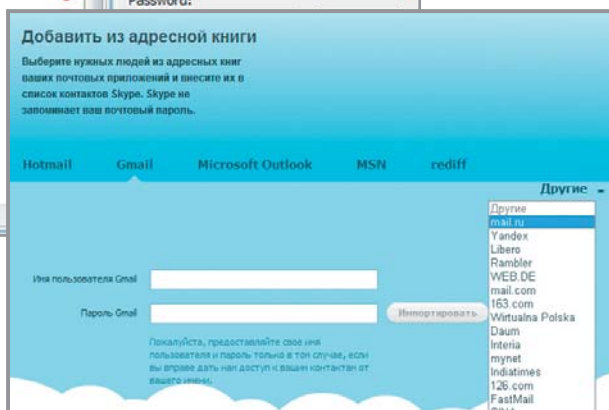 Password:
Добавить из адресной книги
Выберите нужных людей из адресных книг
ваших почтовых приложений и внесите их в
список контактов Skype. Skype не
запоминает ваш почтовый пароль.
Hotmail Gmail Microsoft Outlook MSN rediff
Другие
Другие
mail.ru
Yandex
Libero
Rambler
WEB.DE
mail.com
163.com
Wirtualna Polska
Daum
Interia
mynet
Indiatimes
126.com
FastMail
Имя пользователя Gmail
Пароль Gmail
Импортировать
Пожалуйста, предоставляйте свое имя
пользователя и пароль только в том случае, если
вы вправе дать нам доступ к вашим контактам от
вашего имени.